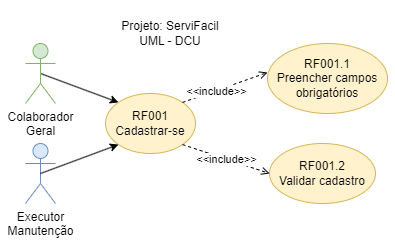 Projeto: ServiFacil
UML - DCU
RF001.1
Preencher campos
obrigatórios
<<include>>
RF001
Cadastrar-se
Colaborador
Geral
<<include>>
RF001.2
Validar cadastro
Executor
Manutenção